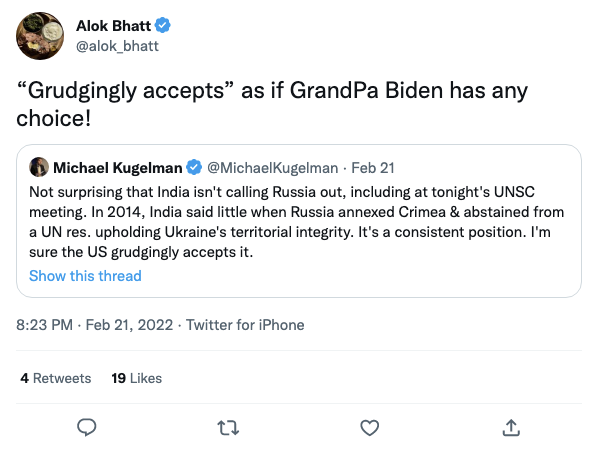 Alok Bhatt
@alok_bhatt
“Grudgingly accepts” as if GrandPa Biden has any
choice!
Michael Kugelman @MichaelKugelman · Feb 21
Not surprising that India isn't calling Russia out, including at tonight's UNSC
meeting. In 2014, India said little when Russia annexed Crimea & abstained from
a UN res. upholding Ukraine's territorial integrity. It's a consistent position. I'm
sure the US grudgingly accepts it.
Show this thread
8:23 PM · Feb 21, 2022 · Twitter for iPhone
4 Retweets 19 Likes